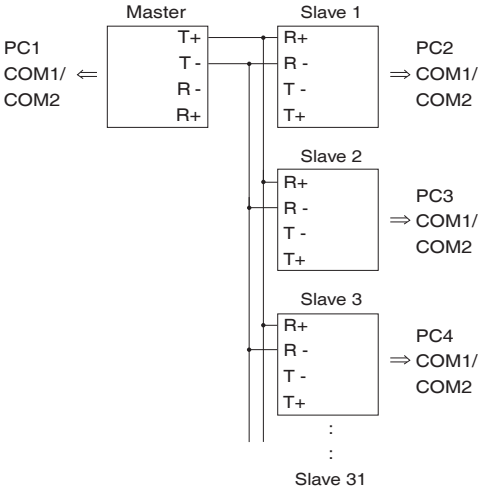 Master
PC1
COM1/
COM2
⇐
T+
T -
R -
R+
Slave 1
R+
R -
T -
T+
⇒
PC2
COM1/
COM2
Slave 2
R+
R -
T -
T+
⇒
PC3
COM1/
COM2
Slave 3
R+
R -
T -
T+
⇒
PC4
COM1/
COM2
:
:
Slave 31